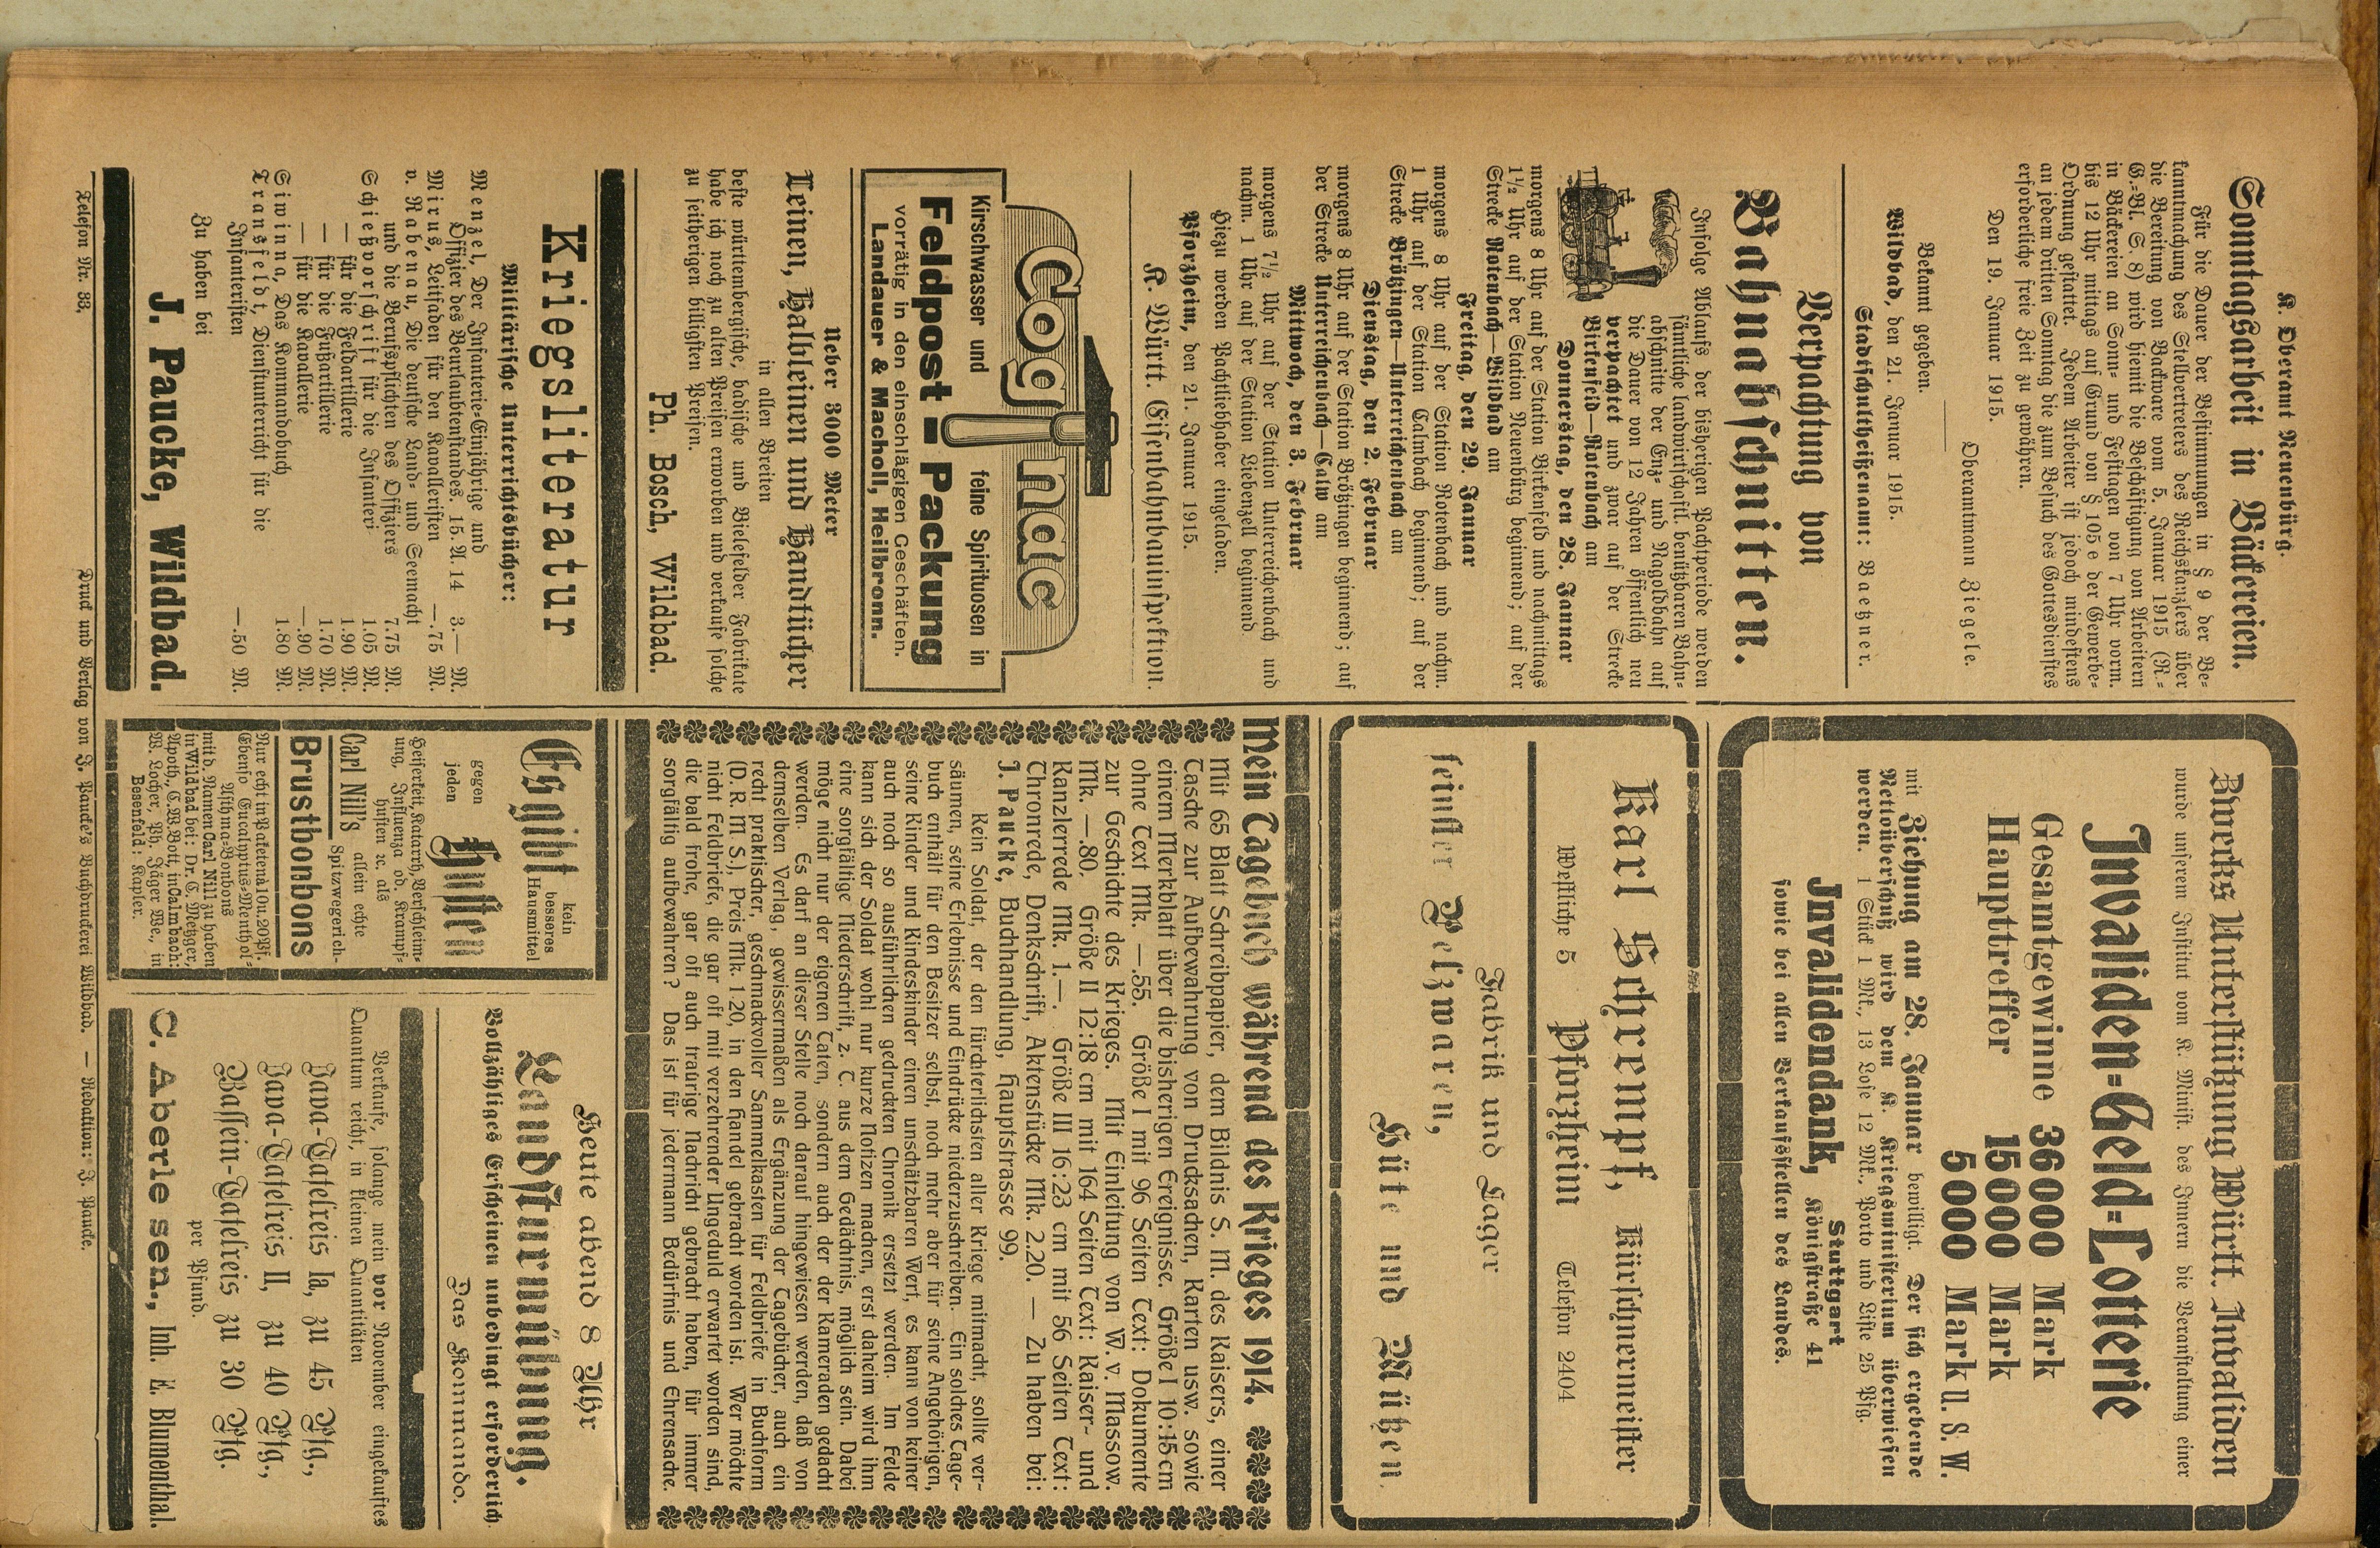 K. Oberamt Neuenbürg.
Sonntagsarbeit in Bäckereien.
Für die Dauer der Bestimmungen in § 9 der Be-
kanntmachung des Stellvertreters des Reichskanzlers über
die Bereitung von Backware vom 5. Januar 1915 (R.-
G.-Bl. S. 8) wird hiemit die Beschäftigung von Arbeitern
in Bäckereien an Sonn- und Festtagen von 7 Uhr vorm.
bis 12 Uhr mittags auf Grund von § 105 e der Gewerbe-
Ordnung gestattet. Jedem Arbeiter ist jedoch mindestens
an jedem dritten Sonntag die zum Besuch des Gottesdienstes
erforderliche freie Zeit zu gewähren.
Den 19. Januar 1915.
Oberamtmann Ziegele.
Bekannt gegeben.
Wildbad, den 21. Januar 1915.
Stadtschultheißenamt: Baetzner.
Verpachtung von
Bahnabschnitten.
Infolge Ablaufs der bisherigen Pachtperiode werden
sämtliche landwirtschaftl. benützbaren Bahn-
abschnitte der Enz- und Nagoldbahn auf
die Dauer von 12 Jahren öffentlich neu
verpachtet und zwar auf der Strecke
Birkenfeld—Rotenbach am
Donnerstag, den 28. Januar
morgens 8 Uhr auf der Station Birkenfeld und nachmittags
1½ Uhr auf der Station Neuenbürg beginnend; auf der
Strecke Rotenbach—Wildbad am
Freitag, den 29. Januar
morgens 8 Uhr auf der Station Rotenbach und nachm.
1 Uhr auf der Station Calmbach beginnend; auf der
Strecke Brötzingen—Unterreichenbach am
Dienstag, den 2. Februar
morgens 8 Uhr auf der Station Brötzingen beginnend; auf
der Strecke Unterreichenbach—Calw am
Mittwoch, den 3. Februar
morgens 7½ Uhr auf der Station Unterreichenbach und
nachm. 1 Uhr auf der Station Liebenzell beginnend.
Hiezu werden Pachtliebhaber eingeladen.
Pforzheim, den 21. Januar 1915.
K. Württ. Eisenbahnbauinspektion.
Cognac
Kirschwasser und feine Spirituosen in
Feldpost-Packung
vorrätig in den einschlägigen Geschäften.
Landauer & Macholl, Heilbronn.
Ueber 3000 Meter
Leinen, Halbleinen und Handtücher
in allen Breiten
beste württembergische, badische und Bielefelder Fabrikate
habe ich noch zu alten Preisen erworben und verkaufe solche
zu seitherigen billigsten Preisen.
Ph. Bosch, Wildbad.
Kriegsliteratur
Militärische Unterrichtsbücher:
Menzel, Der Infanterie-Einjährige und
Offizier des Beurlaubtenstandes. 15. A. 14 3.— M.
Mirus, Leitfaden für den Kavalleristen —.75 M.
v. Rabenau, Die deutsche Land- und Seemacht
und die Berufspflichten des Offiziers 7.75 M.
Schießvorschrift für die Infanteri- 1.05 M.
— für die Feldartillerie 1.90 M.
— für die Fußartillerie 1.70 M.
— für die Kavallerie —.90 M.
Siwinna, Das Kommandobuch 1.80 M.
Transfeldt, Dienstunterricht für die
Infanteristen —.50 M.
Zu haben bei
J. Paucke, Wildbad.
Zwecks Unterstützung Württ. Invaliden
wurde unserem Institut vom K. Minist. des Innern die Veranstaltung einer
Invaliden-Geld-Lotterie
Gesamtgewinne 36000 Mark
Haupttreffer 15000 Mark
5000 Mark u. s. w.
mit Ziehung am 28. Januar bewilligt. Der sich ergebende
Nettoüberschuß wird dem K. Kriegsministerium überwiesen
werden. 1 Stück 1 Mk., 13 Lose 12 Mk., Porto und Liste 25 Pfg.
Invalidendank, Stuttgart
Königstraße 41
sowie bei allen Verkaufsstellen des Landes.
Karl Schrempf, Kürschnermeister
Westliche 5 Pforzheim Telefon 2404
Fabrik und Lager
feinster Pelzwaren,
Hüte und Mützen
Mein Tagebuch während des Krieges 1914.
Mit 65 Blatt Schreibpapier, dem Bildnis S. M. des Kaisers, einer
Tasche zur Aufbewahrung von Drucksachen, Karten usw. sowie
einem Merkblatt über die bisherigen Ereignisse. Größe I 10:15 cm
ohne Text Mk. —.55. Größe I mit 96 Seiten Text: Dokumente
zur Geschichte des Krieges. Mit Einleitung von W. v. Massow.
Mk. —.80. Größe II 12:18 cm mit 164 Seiten Text: Kaiser- und
Kanzlerrede Mk. 1.—. Größe III 16:23 cm mit 56 Seiten Text:
Thronrede, Denkschrift, Aktenstücke Mk. 2.20. — Zu haben bei:
J. Paucke, Buchhandlung, Hauptstrasse 99.
Kein Soldat, der den fürchterlichsten aller Kriege mitmacht, sollte ver-
säumen, seine Erlebnisse und Eindrücke niederzuschreiben. Ein solches Tage-
buch enthält für den Besitzer selbst, noch mehr aber für seine Angehörigen,
seine Kinder und Kindeskinder einen unschätzbaren Wert, es kann von keiner
auch noch so ausführlichen gedruckten Chronik ersetzt werden. Im Felde
kann sich der Soldat wohl nur kurze Notizen machen, erst daheim wird ihm
eine sorgfältige Niederschrift, z. T. aus dem Gedächtnis, möglich sein. Dabei
möge nicht nur der eigenen Taten, sondern auch der der Kameraden gedacht
werden. Es darf an dieser Stelle noch darauf hingewiesen werden, daß von
demselben Verlag, gewissermaßen als Ergänzung der Tagebücher, auch ein
recht praktischer, geschmackvoller Sammelkasten für Feldbriefe in Buchform
(D. R. M. S.), Preis Mk. 1.20, in den Handel gebracht worden ist. Wer möchte
nicht Feldbriefe, die gar oft mit verzehrender Ungeduld erwartet worden sind,
die bald frohe, gar oft auch traurige Nachricht gebracht haben, für immer
sorgfältig aufbewahren? Das ist für jedermann Bedürfnis und Ehrensache.
Es gibt kein
besseres
Hausmittel
gegen
jeden Husten
Heiserkeit, Katarrh, Verschleim-
ung, Influenza od. Krampf-
husten ec. als
Carl Nill's allein echte
Spitzwegerich-
Brustbonbons
Nur echt in Paketen à 10 u. 20 Pf.
Ebenso Eucalyptus-Menthol-
Asthma-Bonbons
mit d. Namen Carl Nill zu haben
in Wildbad bei: Dr. C. Metzger,
Apoth., C. W. Bott, in Calmbach:
W. Locher, Ph. Jäger We., in
Besenfeld: Kapler.
Heute abend 8 Uhr
Landsturmübung.
Vollzähliges Erscheinen unbedingt erforderlich.
Das Kommando.
Verkaufe, solange mein vor November eingekauftes
Quantum reicht, in kleinen Quantitäten
Java-Tafelreis Ia, zu 45 Pfg.,
Java-Tafelreis II, zu 40 Pfg.,
Bassein-Tafelreis zu 30 Pfg.
per Pfund.
C. Aberle sen., Inh. E. Blumenthal.
Telefon Nr. 33. Druck und Verlag von J. Paucke's Buchdruckerei Wildbad. — Redaktion: J. Paucke.